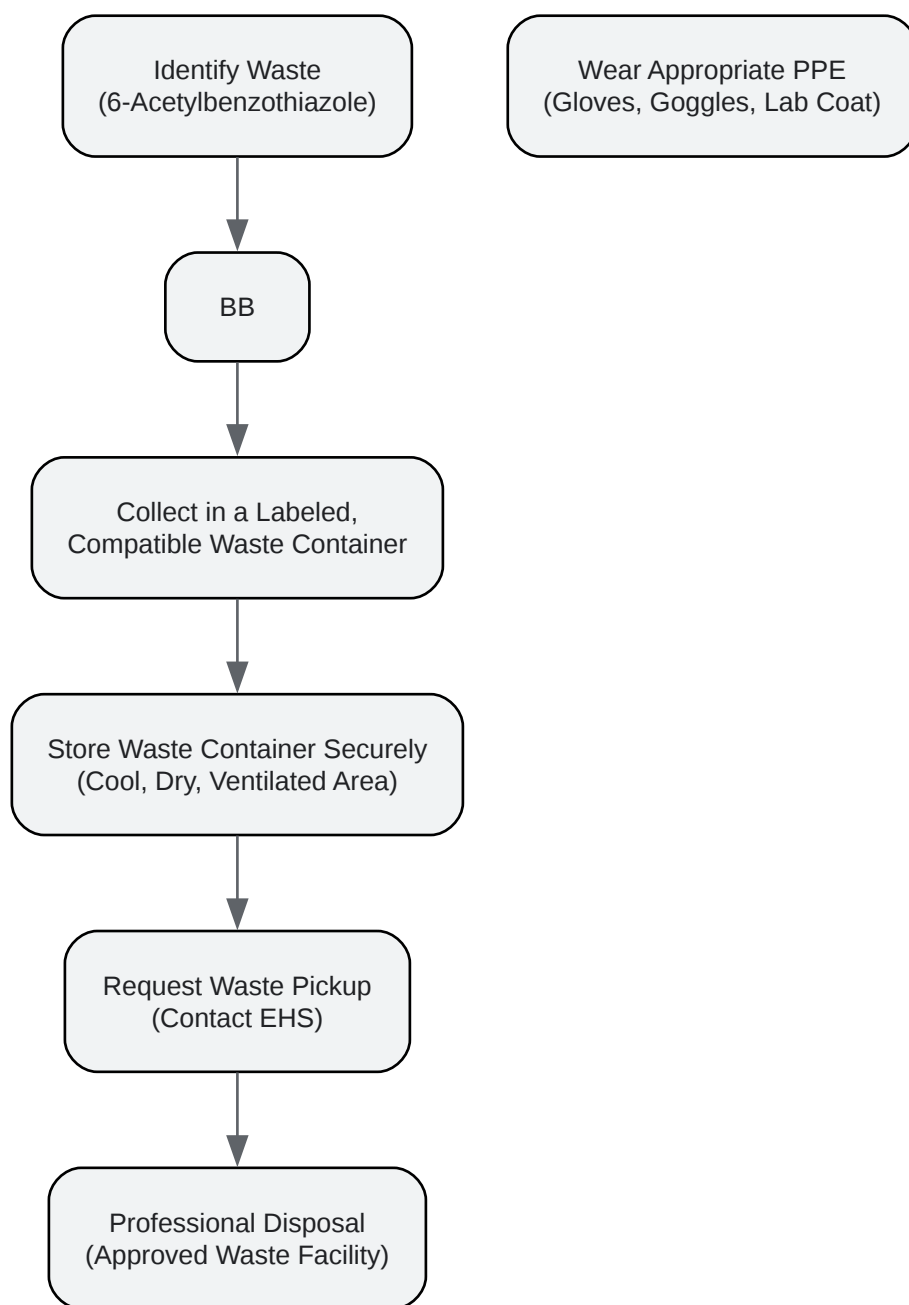 Identify Waste
(6-Acetylbenzothiazole)
Wear Appropriate PPE
(Gloves, Goggles, Lab Coat)
BB
Collect in a Labeled,
Compatible Waste Container
Store Waste Container Securely
(Cool, Dry, Ventilated Area)
Request Waste Pickup
(Contact EHS)
Professional Disposal
(Approved Waste Facility)